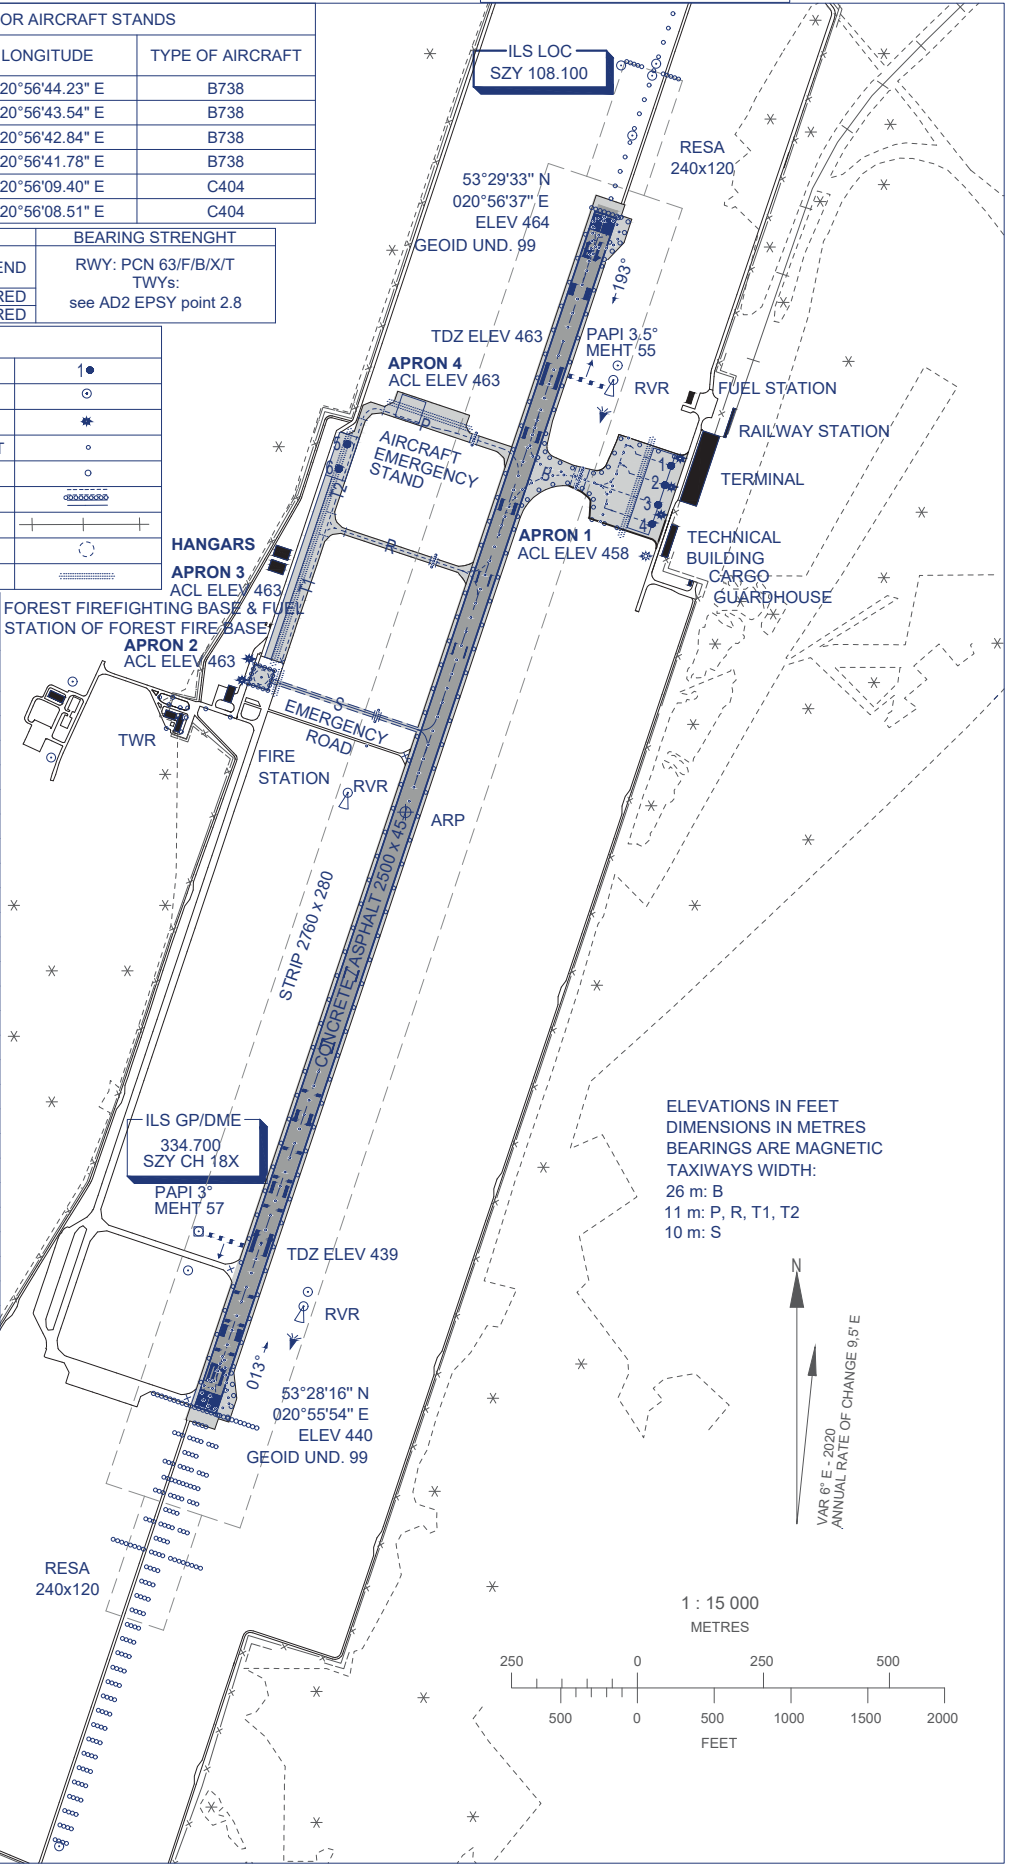 OR AIRCRAFT STANDS
LONGITUDE TYPE OF AIRCRAFT
20°56'44.23" E B738
20°56'43.54" E B738
20°56'42.84" E B738
20°56'41.78" E B738
20°56'09.40" E C404
20°56'08.51" E C404
BEARING STRENGHT
END
RED
RED
RWY: PCN 63/F/B/X/T
TWYs:
see AD2 EPSY point 2.8
1
T
ILS LOC
SZY 108.100
RESA
240x120
53°29'33" N
020°56'37" E
ELEV 464
GEOID UND. 99
193°
TDZ ELEV 463
PAPI 3.5°
MEHT 55
RVR
APRON 4
ACL ELEV 463
FUEL STATION
RAILWAY STATION
TERMINAL
P
AIRCRAFT
EMERGENCY
STAND
5
6
T2
B
1
2
3
4
APRON 1
ACL ELEV 458
TECHNICAL
BUILDING
CARGO
GUARDHOUSE
R
HANGARS
APRON 3
ACL ELEV 463
T1
FOREST FIREFIGHTING BASE & FUEL
STATION OF FOREST FIRE BASE
APRON 2
ACL ELEV 463
S
EMERGENCY
ROAD
TWR
FIRE
STATION
RVR
ARP
STRIP 2760 x 280
CONCRETE/ASPHALT 2500 x 45
ILS GP/DME
334.700
SZY CH 18X
PAPI 3°
MEHT 57
TDZ ELEV 439
RVR
013°
53°28'16" N
020°55'54" E
ELEV 440
GEOID UND. 99
RESA
240x120
ELEVATIONS IN FEET
DIMENSIONS IN METRES
BEARINGS ARE MAGNETIC
TAXIWAYS WIDTH:
26 m: B
11 m: P, R, T1, T2
10 m: S
N
VAR 6° E - 2020
ANNUAL RATE OF CHANGE 9,5' E
1 : 15 000
METRES
250 0 250 500
500 0 500 1000 1500 2000
FEET